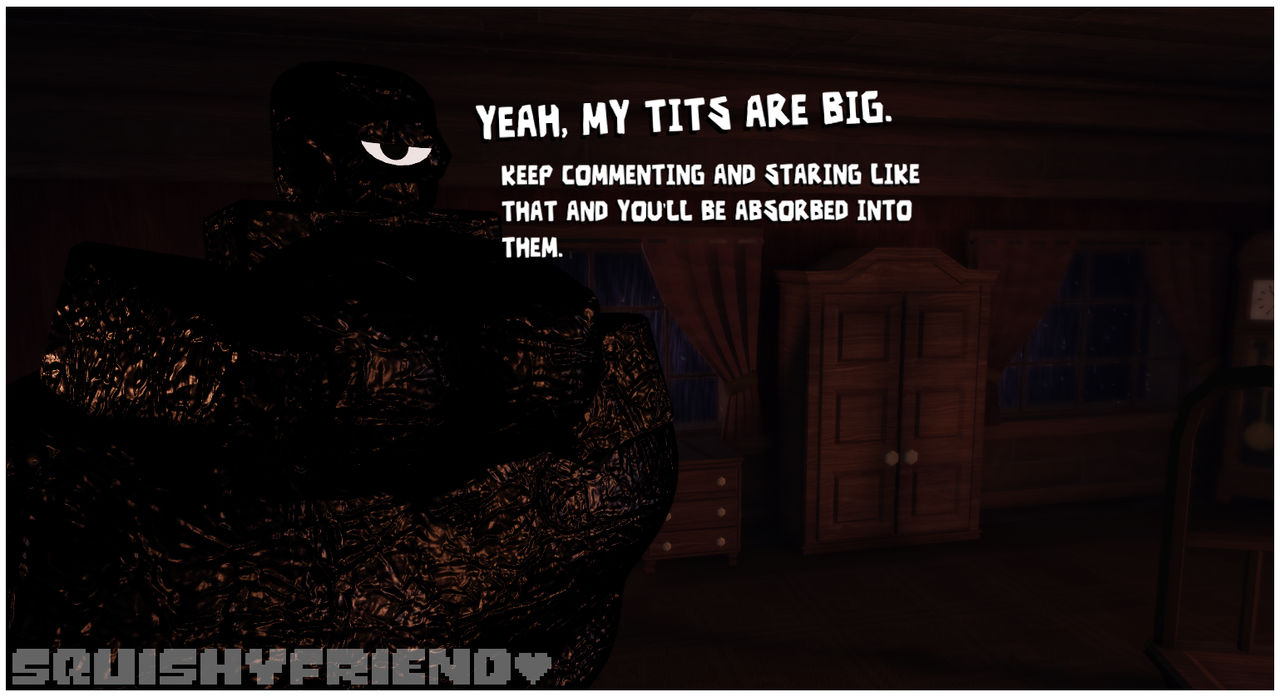 YEAH, MY TITS ARE BIG.
KEEP COMMENTING AND STARING LIKE
THAT AND YOU'LL BE ABSORBED INTO
THEM.
SQUISHYFRIEND♥